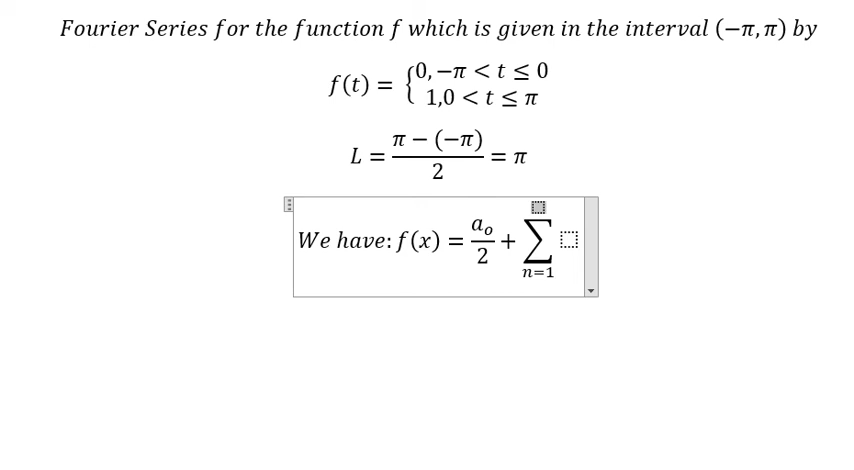 Fourier Series for the function f which is given in the interval (−π, π) by
f(t) = {0, −π < t ≤ 0
1,0 < t ≤ π
L = π − (−π) / 2 = π
We have: f(x) = a₀/2 + ∑ n=1